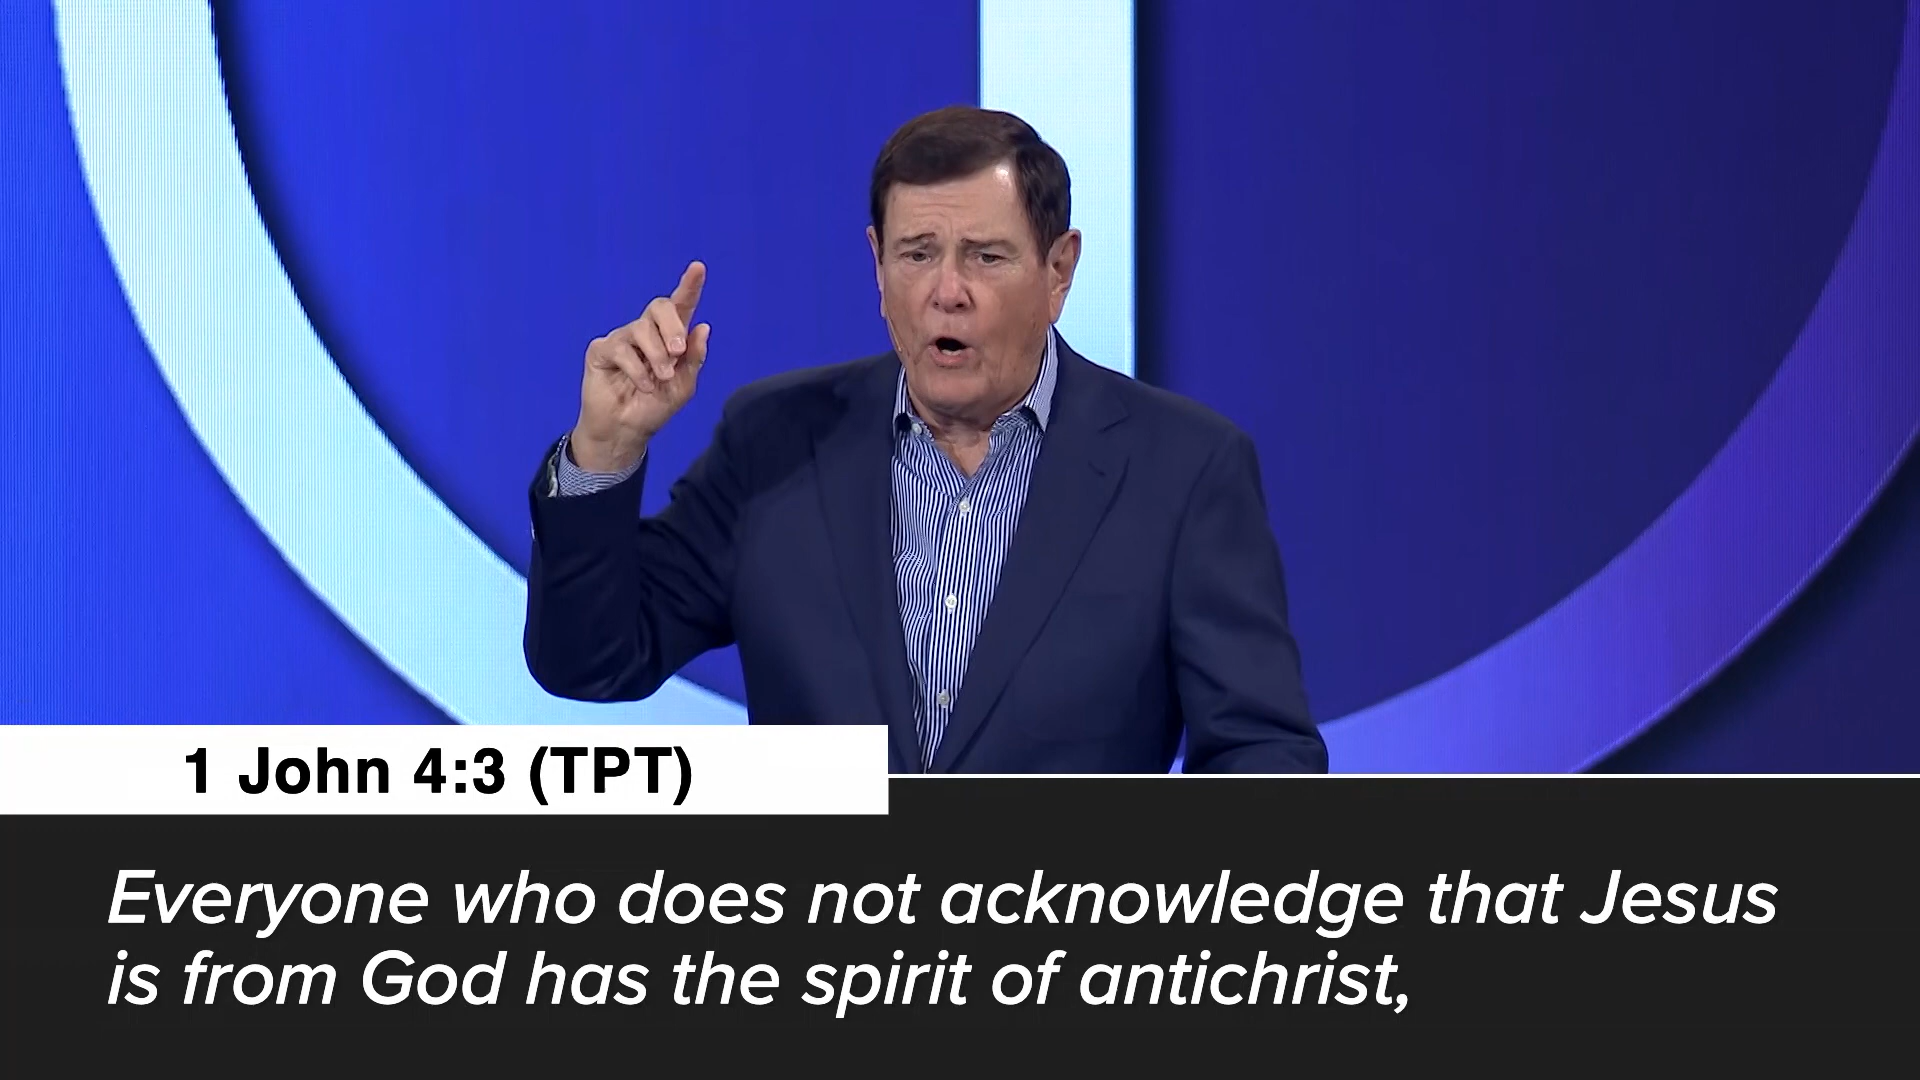 1 John 4:3 (TPT)
Everyone who does not acknowledge that Jesus
is from God has the spirit of antichrist,